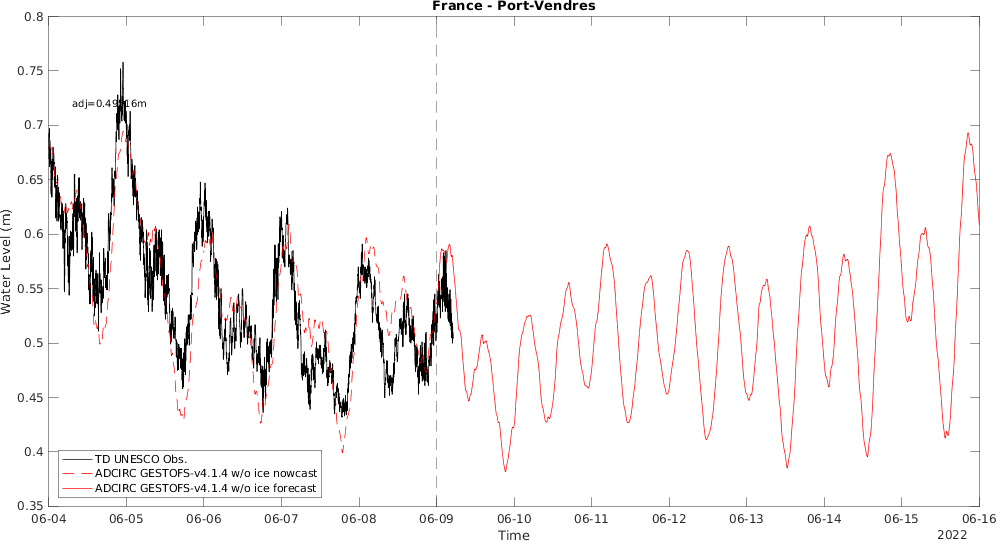 France - Port-Vendres
0.8
0.75
0.7
0.65
0.6
0.55
0.5
0.45
0.4
0.35
Water Level (m)
TD UNESCO Obs.
ADCIRC GESTOFS-v4.1.4 w/o ice nowcast
ADCIRC GESTOFS-v4.1.4 w/o ice forecast
06-04 06-05 06-06 06-07 06-08 06-09 06-10 06-11 06-12 06-13 06-14 06-15 06-16
Time
2022